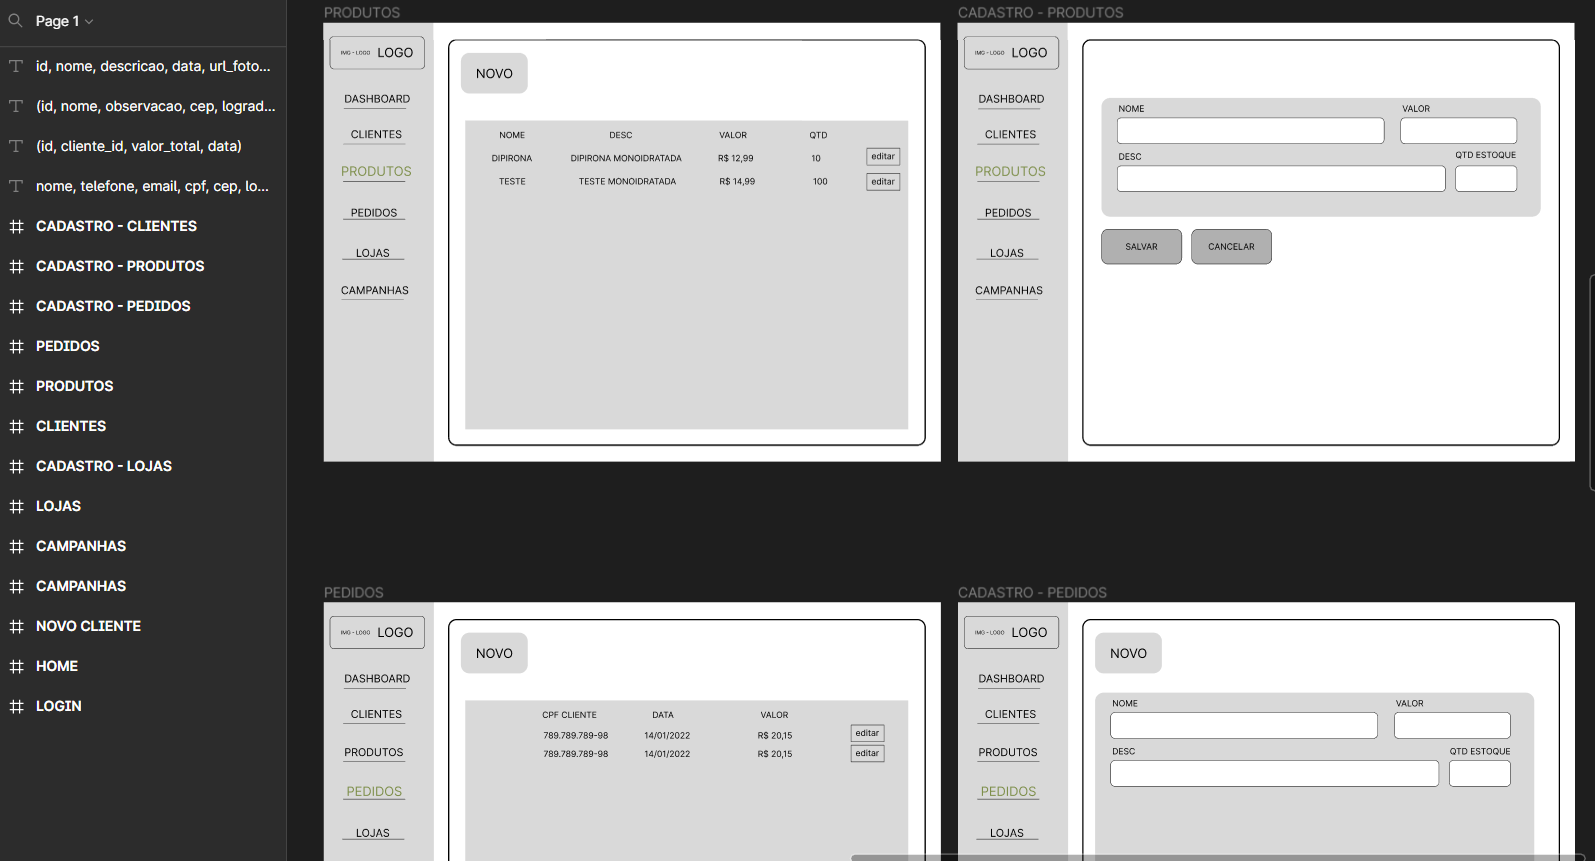 Page 1
id, nome, descricao, data, url_foto...
(id, nome, observacao, cep, lograd...
(id, cliente_id, valor_total, data)
nome, telefone, email, cpf, cep, lo...
CADASTRO - CLIENTES
CADASTRO - PRODUTOS
CADASTRO - PEDIDOS
PEDIDOS
PRODUTOS
CLIENTES
CADASTRO - LOJAS
LOJAS
CAMPANHAS
CAMPANHAS
NOVO CLIENTE
HOME
LOGIN
PRODUTOS
IMG - LOGO LOGO
DASHBOARD
CLIENTES
PRODUTOS
PEDIDOS
LOJAS
CAMPANHAS
NOVO
NOME DESC VALOR QTD
DIPIRONA DIPIRONA MONOIDRATADA R$ 12,99 10 editar
TESTE TESTE MONOIDRATADA R$ 14,99 100 editar
CADASTRO - PRODUTOS
IMG - LOGO LOGO
DASHBOARD
CLIENTES
PRODUTOS
PEDIDOS
LOJAS
CAMPANHAS
NOME VALOR
DESC QTD ESTOQUE
SALVAR CANCELAR
PEDIDOS
IMG - LOGO LOGO
DASHBOARD
CLIENTES
PRODUTOS
PEDIDOS
LOJAS
NOVO
CPF CLIENTE DATA VALOR
789.789.789-98 14/01/2022 R$ 20,15 editar
789.789.789-98 14/01/2022 R$ 20,15 editar
CADASTRO - PEDIDOS
IMG - LOGO LOGO
DASHBOARD
CLIENTES
PRODUTOS
PEDIDOS
LOJAS
NOVO
NOME VALOR
DESC QTD ESTOQUE